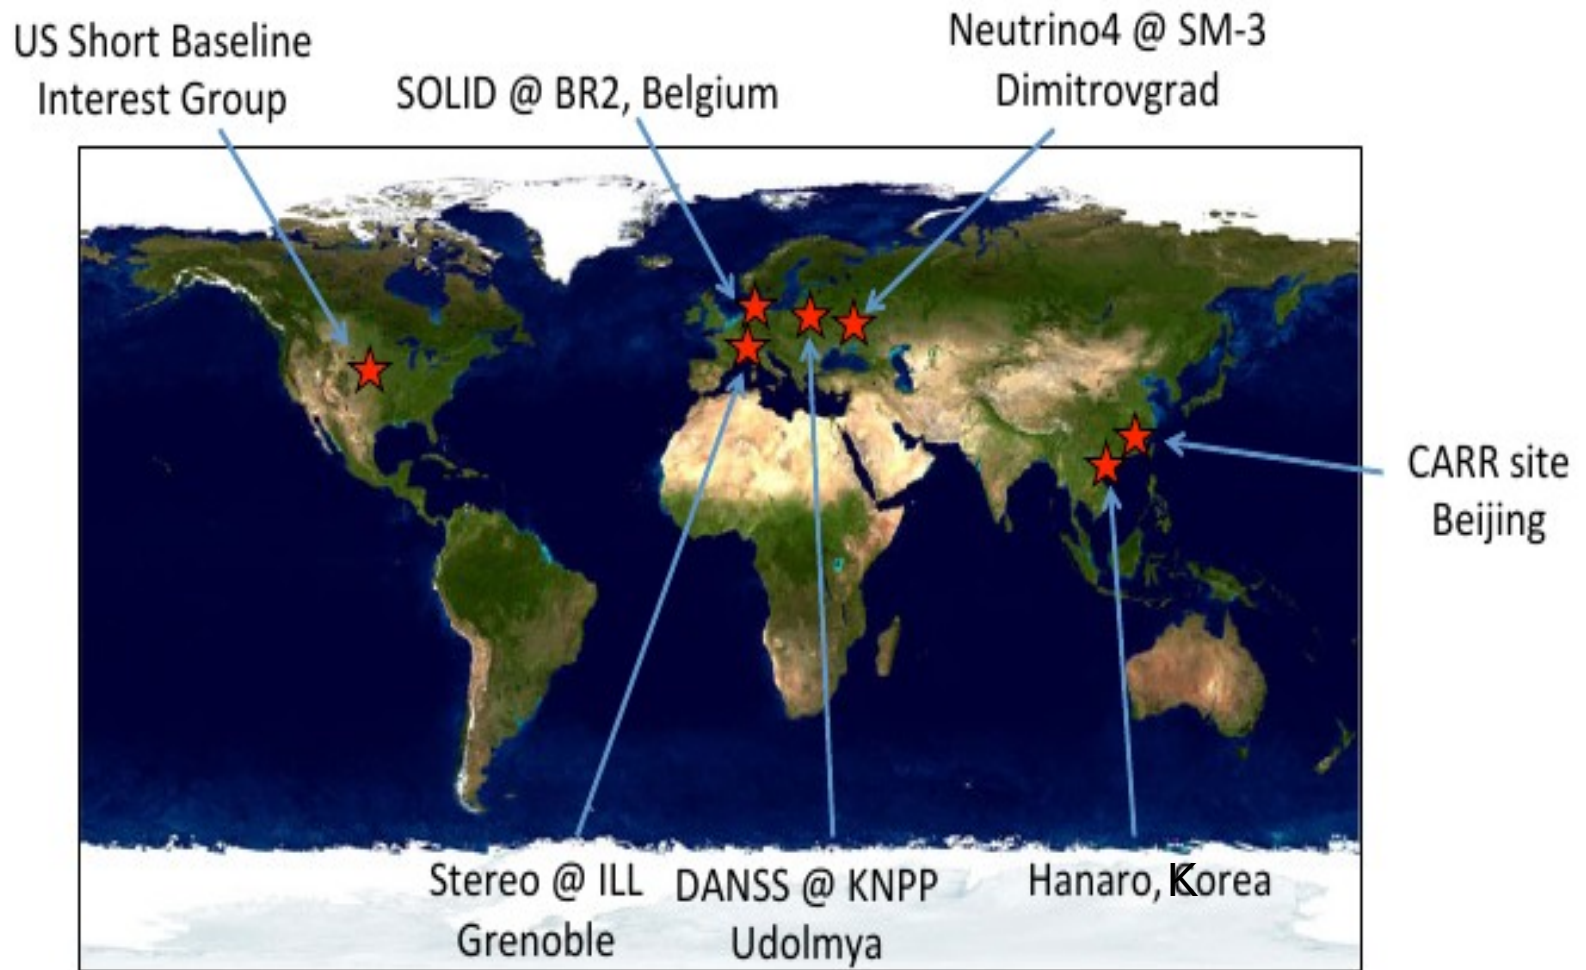 US Short Baseline
Interest Group
SOLID @ BR2, Belgium
Neutrino4 @ SM-3
Dimitrovgrad
CARR site
Beijing
Stereo @ ILL
Grenoble
DANSS @ KNPP
Udolmya
Hanaro, Korea